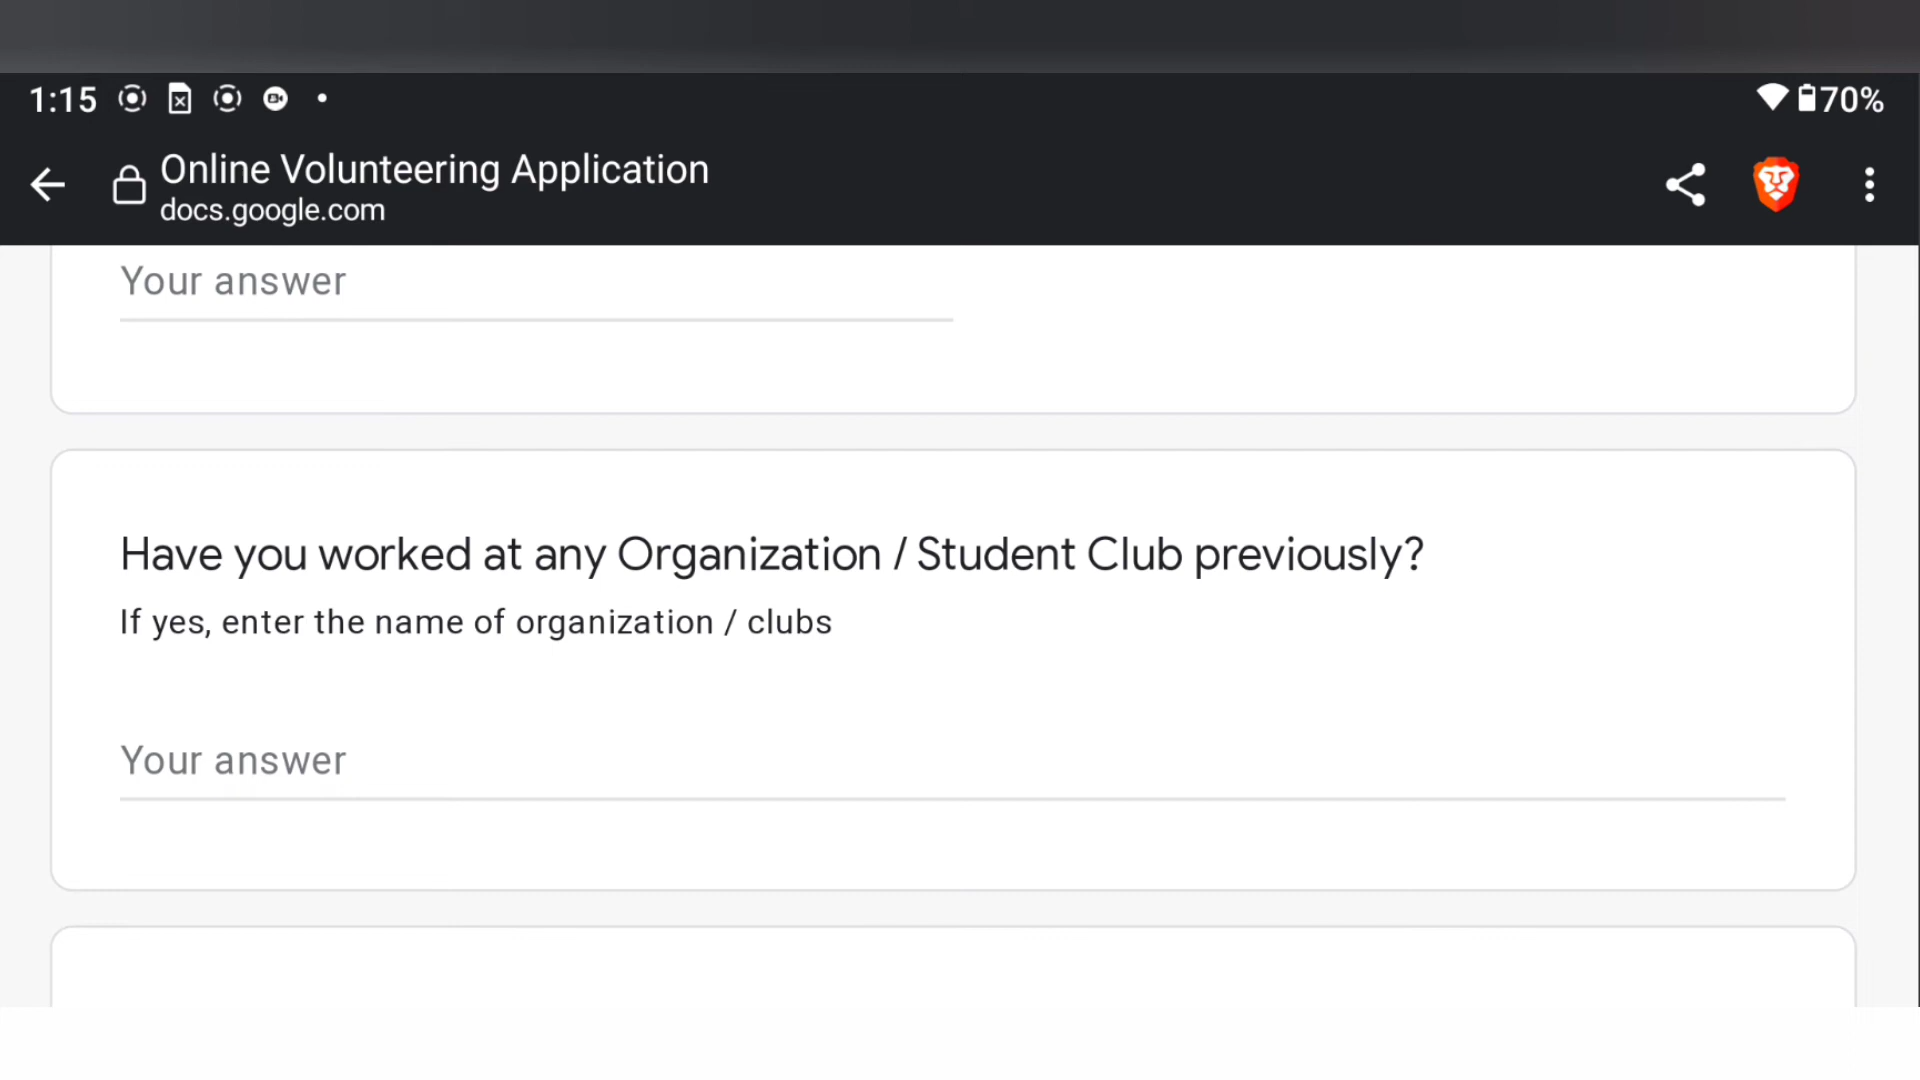 1:15
70%
Online Volunteering Application
docs.google.com
Your answer
Have you worked at any Organization / Student Club previously?
If yes, enter the name of organization / clubs
Your answer